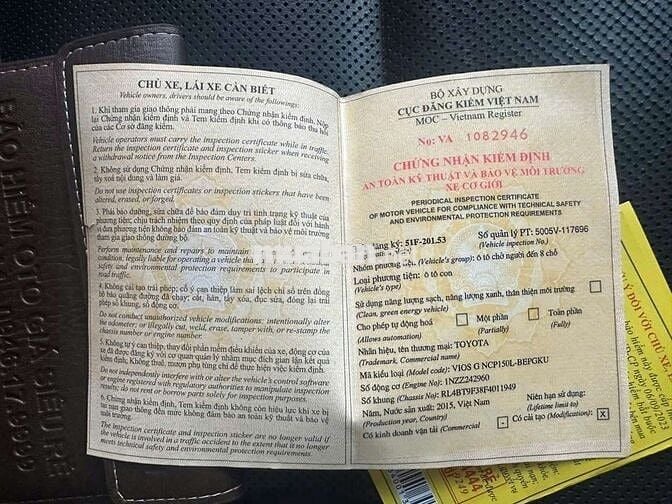 CHỦ XE, LÁI XE CẦN BIẾT
Vehicle owners, drivers should be aware of the followings:
1. Khi tham gia giao thông phải mang theo Chứng nhận kiểm định. Nộp
lại Chứng nhận kiểm định và Tem kiểm định khi có thông báo thu hồi
của các Cơ sở đăng kiểm.
Vehicle operators must carry the inspection certificate while in traffic.
Return the inspection certificate and inspection sticker when receiving
a withdrawal notice from the Inspection Centers.
2. Không sử dụng Chứng nhận kiểm định, Tem kiểm định bị sửa chữa,
tẩy xoá nội dung và làm giả.
Do not use inspection certificates or inspection stickers that have been
altered, erased, or forged.
3. Phải bảo dưỡng, sửa chữa để bảo đảm duy trì tình trạng kỹ thuật của
phương tiện; chịu trách nhiệm theo quy định của pháp luật đối với hành
vi đưa phương tiện không bảo đảm an toàn kỹ thuật và bảo vệ môi trường
tham gia giao thông đường bộ.
Perform maintenance and repairs to maintain
condition; legally liable for operating a vehicle
safety and environmental protection requirements to participate in
road traffic.
4. Không cải tạo trái phép; cố ý can thiệp làm sai lệch chỉ số trên đồng
hồ báo quãng đường đã chạy; cắt, hàn, tẩy xóa, đục sửa, đóng lại trái
phép số khung, số động cơ.
Do not conduct unauthorized vehicle modifications; intentionally alter
the odometer; or illegally cut, weld, erase, tamper with, or re-stamp the
chassis number or engine number.
5. Không tự ý can thiệp, thay đổi phần mềm điều khiển của xe, động cơ của
xe đã được đăng ký với cơ quan quản lý nhằm mục đích gian lận kết quả
kiểm định; Không thuê, mượn phụ tùng chỉ để thực hiện việc kiểm định.
Do not independently interfere with or alter the vehicle's control software
or engine registered with regulatory authorities to manipulate inspection
results; do not rent or borrow parts solely for inspection purposes.
6. Chứng nhận kiểm định, Tem kiểm định không còn hiệu lực khi xe bị
tai nạn giao thông đến mức không đảm bảo an toàn kỹ thuật và bảo vệ
môi trường.
The inspection certificate and inspection sticker are no longer valid if
the vehicle is involved in a traffic accident to the extent that is no longer
meets technical safety and environmental protection requirements.
BỘ XÂY DỰNG
CỤC ĐĂNG KIỂM VIỆT NAM
MOC – Vietnam Register
No: VA 1082946
CHỨNG NHẬN KIỂM ĐỊNH
AN TOÀN KỸ THUẬT VÀ BẢO VỆ MÔI TRƯỜNG
XE CƠ GIỚI
PERIODICAL INSPECTION CERTIFICATE
OF MOTOR VEHICLE FOR COMPLIANCE WITH TECHNICAL SAFETY
AND ENVIRONMENTAL PROTECTION REQUIREMENTS
đăng ký: 51F-201.53 Số quản lý PT: 5005V-117696
(Vehicle inspection No.)
Nhóm phương tiện (Vehicle's group): ô tô chở người đến 8 chỗ
Loại phương tiện: ô tô con
(Vehicle's type)
Sử dụng năng lượng sạch, năng lượng xanh, thân thiện môi trường
(Clean, green energy vehicle)
Cho phép tự động hoá Một phần Toàn phần
(Allows automation) (Partially) (Fully)
Nhãn hiệu, tên thương mại: TOYOTA
(Trademark, Commercial name)
Mã kiểu loại (Model code): VIOS G NCP150L-BEPGKU
Số động cơ (Engine No): 1NZZ242960
Số khung (Chassis No): RL4BT9F38F4011949
Năm, Nước sản xuất: 2015, Việt Nam Niên hạn sử dụng:
(Production year, Country) (Lifetime limit to)
Có kinh doanh vận tải (Commercial) Có cải tạo (Modification): X
BẢO HIỂM